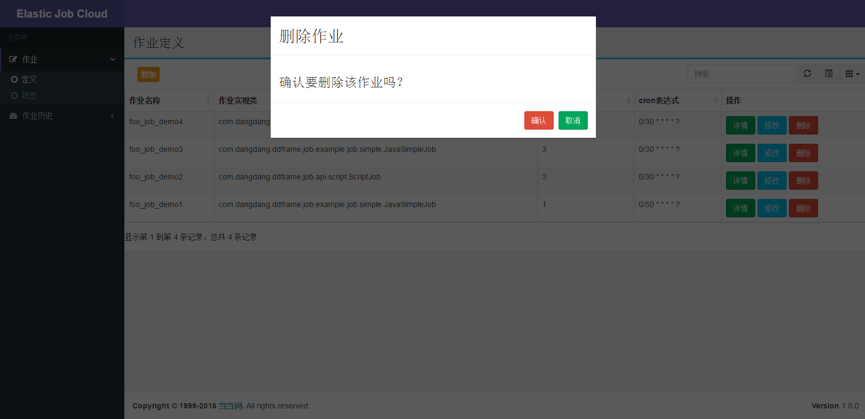 Elastic Job Cloud
主菜单
作业
定义
状态
作业历史
作业定义
删除作业
确认要删除该作业吗?
确认 取消
增加
搜索
作业名称 作业实现类 cron表达式 操作
foo_job_demo4 com.dangdang 0/30 * * * * ? 详情 修改 删除
foo_job_demo3 com.dangdang.ddframe.job.example.job.simple.JavaSimpleJob 3 0/30 * * * * ? 详情 修改 删除
foo_job_demo2 com.dangdang.ddframe.job.api.script.ScriptJob 3 0/30 * * * * ? 详情 修改 删除
foo_job_demo1 com.dangdang.ddframe.job.example.job.simple.JavaSimpleJob 1 0/50 * * * * ? 详情 修改 删除
显示第 1 到第 4 条记录，总共 4 条记录
Copyright © 1999-2016 当当网. All rights reserved. Version 1.0.0